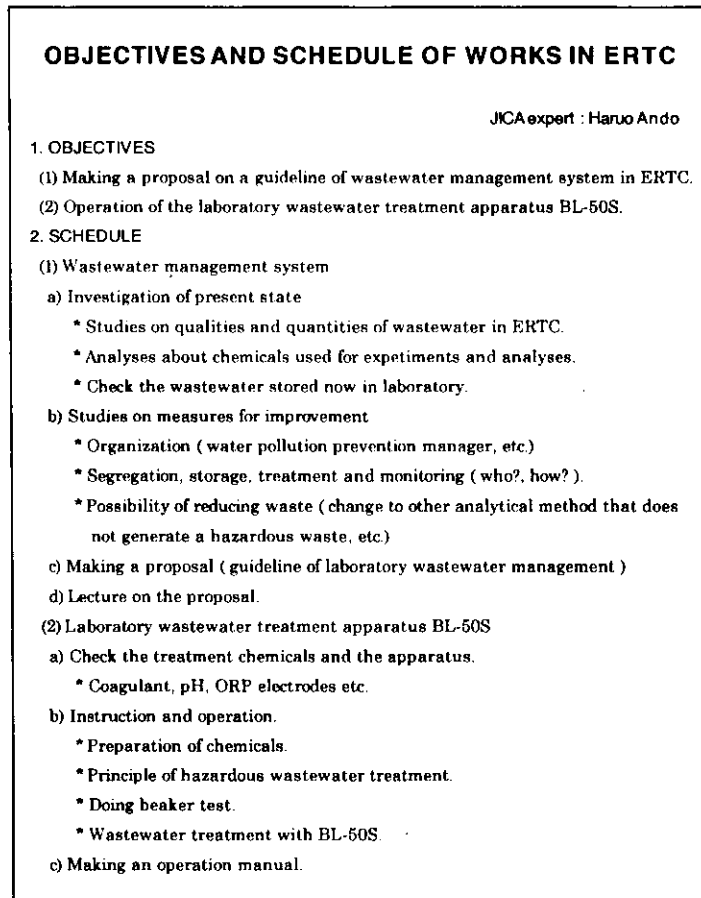 OBJECTIVES AND SCHEDULE OF WORKS IN ERTC
JICA expert : Haruo Ando
1. OBJECTIVES
(1) Making a proposal on a guideline of wastewater management system in ERTC.
(2) Operation of the laboratory wastewater treatment apparatus BL-50S.
2. SCHEDULE
(1) Wastewater management system
a) Investigation of present state
* Studies on qualities and quantities of wastewater in ERTC.
* Analyses about chemicals used for expetiments and analyses.
* Check the wastewater stored now in laboratory.
b) Studies on measures for improvement
* Organization ( water pollution prevention manager, etc.)
* Segregation, storage, treatment and monitoring ( who?, how? ).
* Possibility of reducing waste ( change to other analytical method that does
not generate a hazardous waste, etc.)
c) Making a proposal ( guideline of laboratory wastewater management )
d) Lecture on the proposal.
(2) Laboratory wastewater treatment apparatus BL-50S
a) Check the treatment chemicals and the apparatus.
* Coagulant, pH, ORP electrodes etc.
b) Instruction and operation.
* Preparation of chemicals.
* Principle of hazardous wastewater treatment.
* Doing beaker test.
* Wastewater treatment with BL-50S.
c) Making an operation manual.